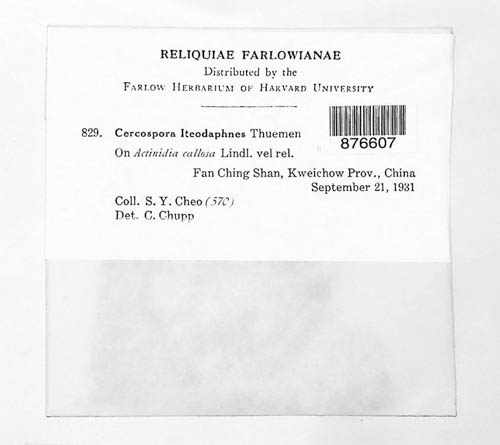 RELIQUIAE FARLOWIANAE
Distributed by the
FARLOW HERBARIUM OF HARVARD UNIVERSITY
829. Cercospora Iteodaphnes Thuemen
876607
On Actinidia callosa Lindl. vel rel.
Fan Ching Shan, Kweichow Prov., China
September 21, 1931
Coll. S. Y. Cheo (570)
Det. C. Chupp